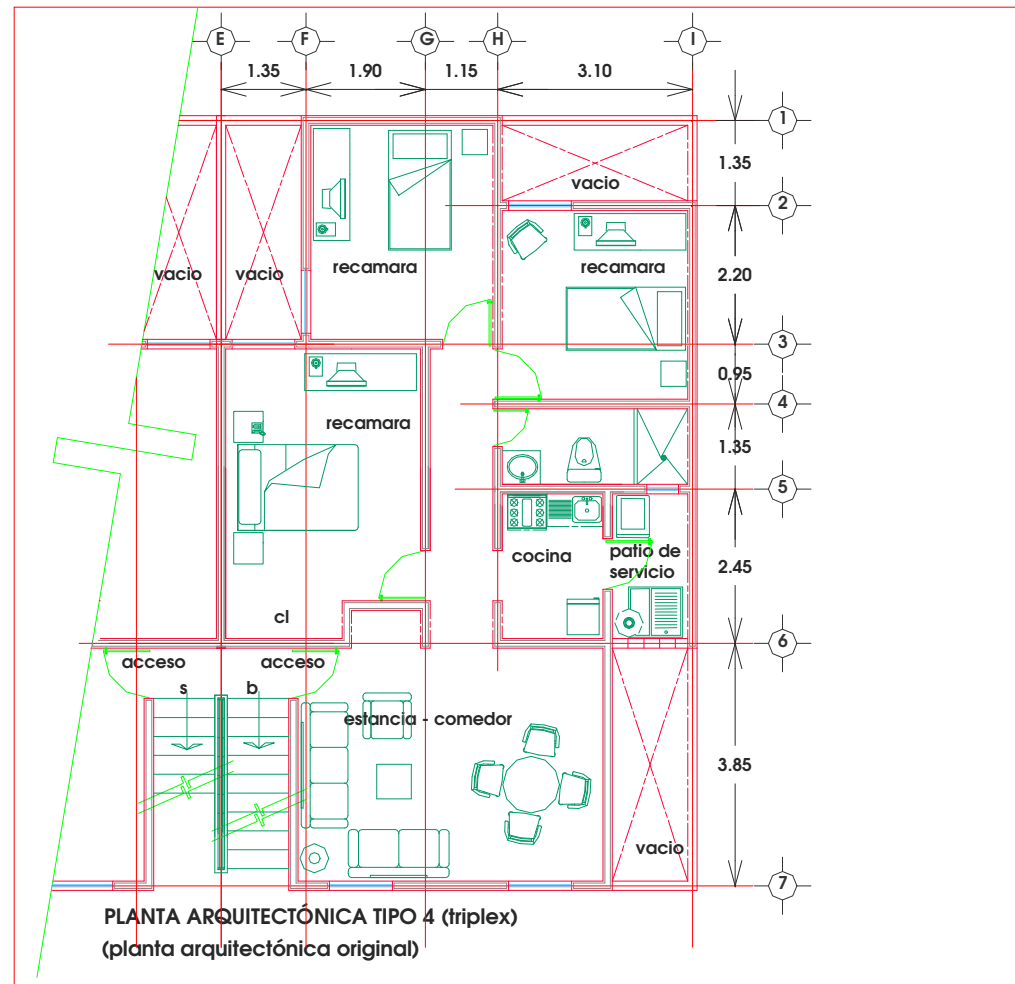 E F G H I
1.35 1.90 1.15 3.10
1
1.35
vacio
2
vacio vacio recamara recamara 2.20
3
0.95
4
recamara
1.35
5
cocina patio de
servicio
2.45
cl
6
acceso acceso
s b
estancia - comedor
3.85
vacio
7
PLANTA ARQUITECTÓNICA TIPO 4 (triplex)
(planta arquitectónica original)